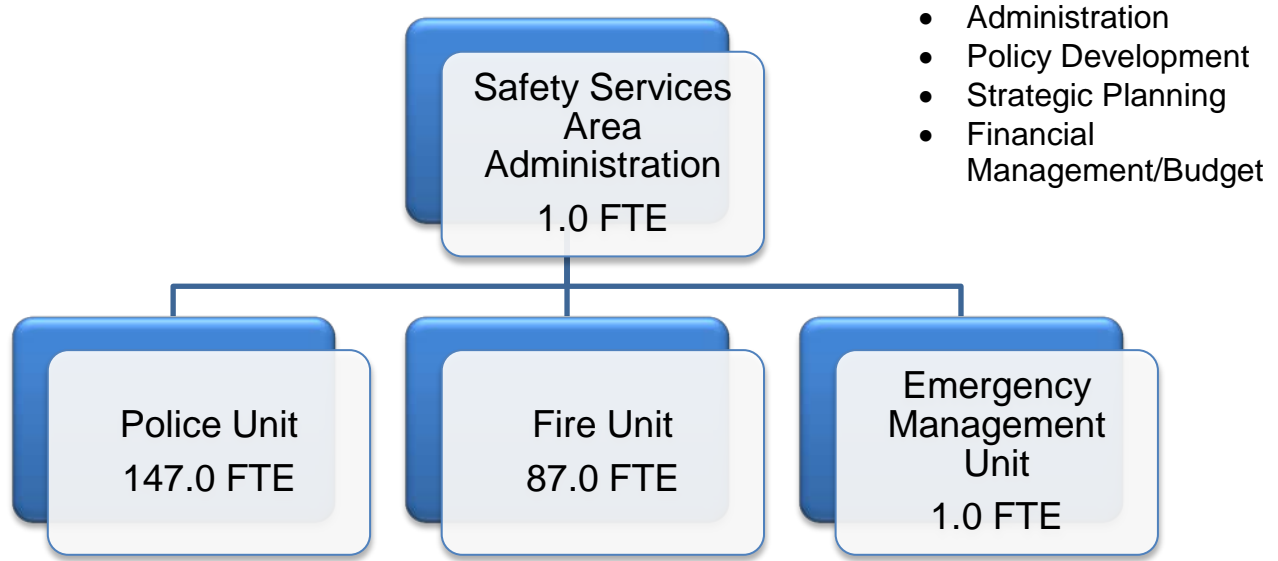 Safety Services
Area
Administration
1.0 FTE
• Administration
• Policy Development
• Strategic Planning
• Financial
Management/Budget
Police Unit
147.0 FTE
Fire Unit
87.0 FTE
Emergency
Management
Unit
1.0 FTE